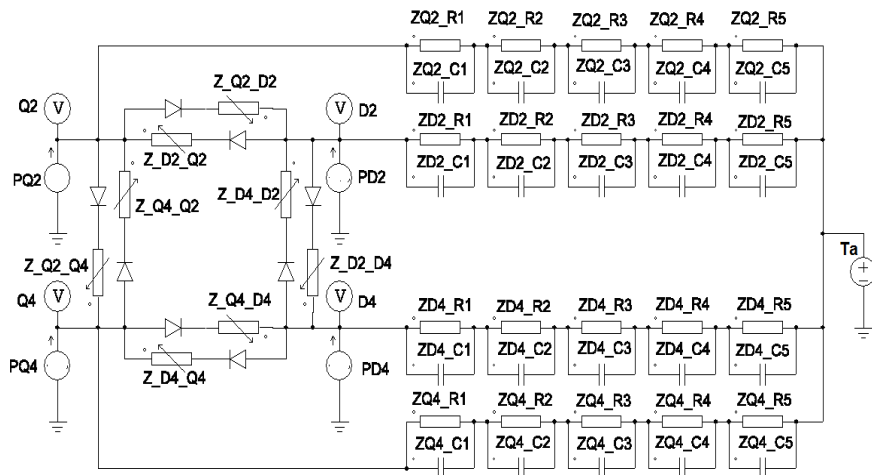 ZQ2_R1 ZQ2_R2 ZQ2_R3 ZQ2_R4 ZQ2_R5
ZQ2_C1 ZQ2_C2 ZQ2_C3 ZQ2_C4 ZQ2_C5
Z_Q2_D2
Q2 V V D2
ZD2_R1 ZD2_R2 ZD2_R3 ZD2_R4 ZD2_R5
ZD2_C1 ZD2_C2 ZD2_C3 ZD2_C4 ZD2_C5
Z_D2_Q2
PQ2 PD2
Z_Q4_Q2 Z_D4_D2
Ta
Z_Q2_Q4 Z_D2_D4
Q4 V Z_Q4_D4 V D4
ZD4_R1 ZD4_R2 ZD4_R3 ZD4_R4 ZD4_R5
ZD4_C1 ZD4_C2 ZD4_C3 ZD4_C4 ZD4_C5
PQ4 Z_D4_Q4 PD4
ZQ4_R1 ZQ4_R2 ZQ4_R3 ZQ4_R4 ZQ4_R5
ZQ4_C1 ZQ4_C2 ZQ4_C3 ZQ4_C4 ZQ4_C5